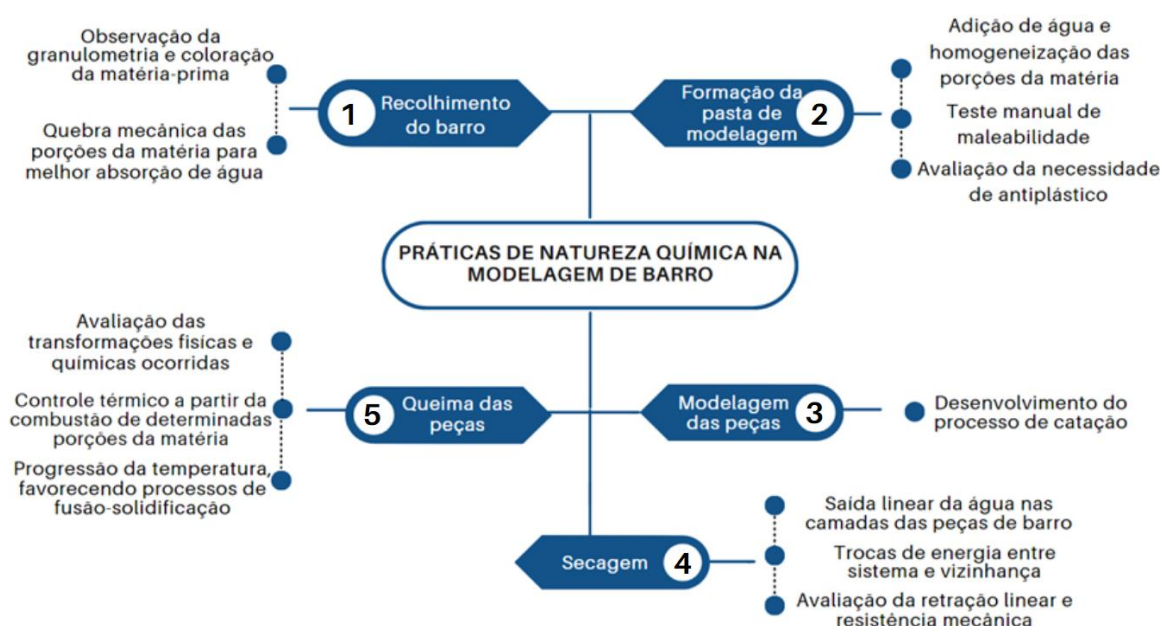 Observação da
granulometria e coloração
da matéria-prima
Quebra mecânica das
porções da matéria para
melhor absorção de água
1
Recolhimento
do barro
Formação da
pasta de
modelagem
2
Adição de água e
homogeneização das
porções da matéria
Teste manual de
maleabilidade
Avaliação da necessidade
de antiplástico
PRÁTICAS DE NATUREZA QUÍMICA NA
MODELAGEM DE BARRO
Avaliação das
transformações físicas e
químicas ocorridas
Controle térmico a partir da
combustão de determinadas
porções da matéria
Progressão da temperatura,
favorecendo processos de
fusão-solidificação
5
Queima das
peças
Modelagem
das peças
3
Desenvolvimento do
processo de catação
Secagem
4
Saída linear da água nas
camadas das peças de barro
Trocas de energia entre
sistema e vizinhança
Avaliação da retração linear e
resistência mecânica